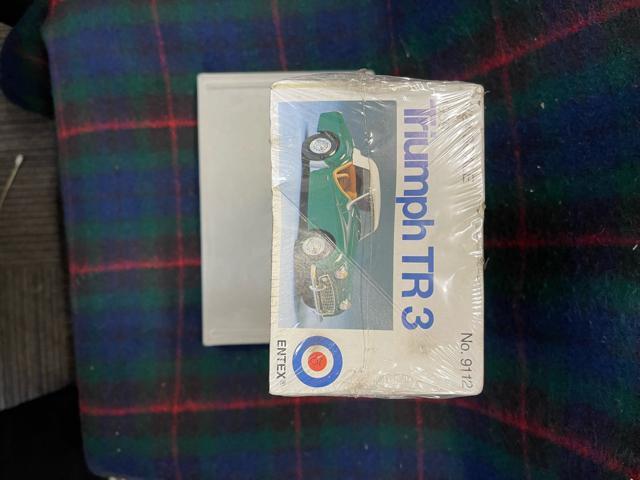 No. 9112
Triumph TR 3
ENTEX®